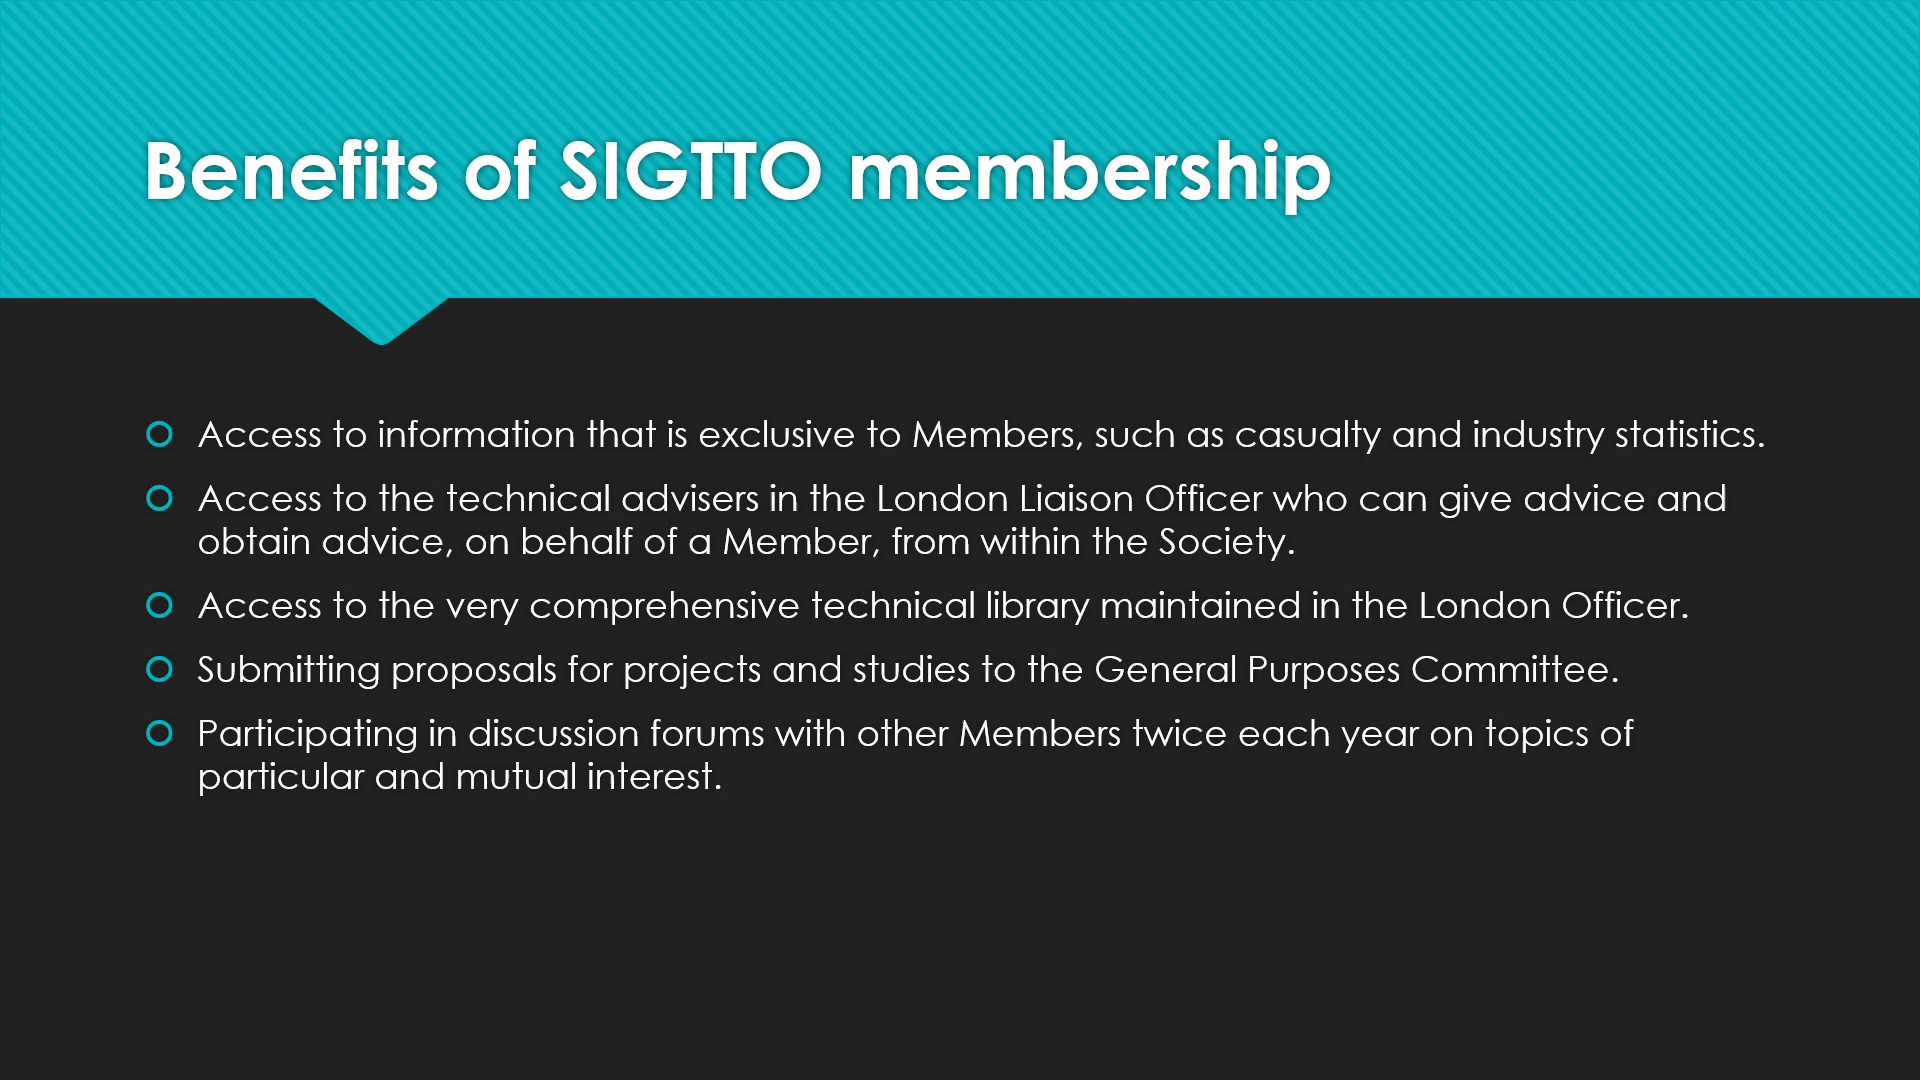 Benefits of SIGTTO membership
Access to information that is exclusive to Members, such as casualty and industry statistics.
Access to the technical advisers in the London Liaison Officer who can give advice and
obtain advice, on behalf of a Member, from within the Society.
Access to the very comprehensive technical library maintained in the London Officer.
Submitting proposals for projects and studies to the General Purposes Committee.
Participating in discussion forums with other Members twice each year on topics of
particular and mutual interest.